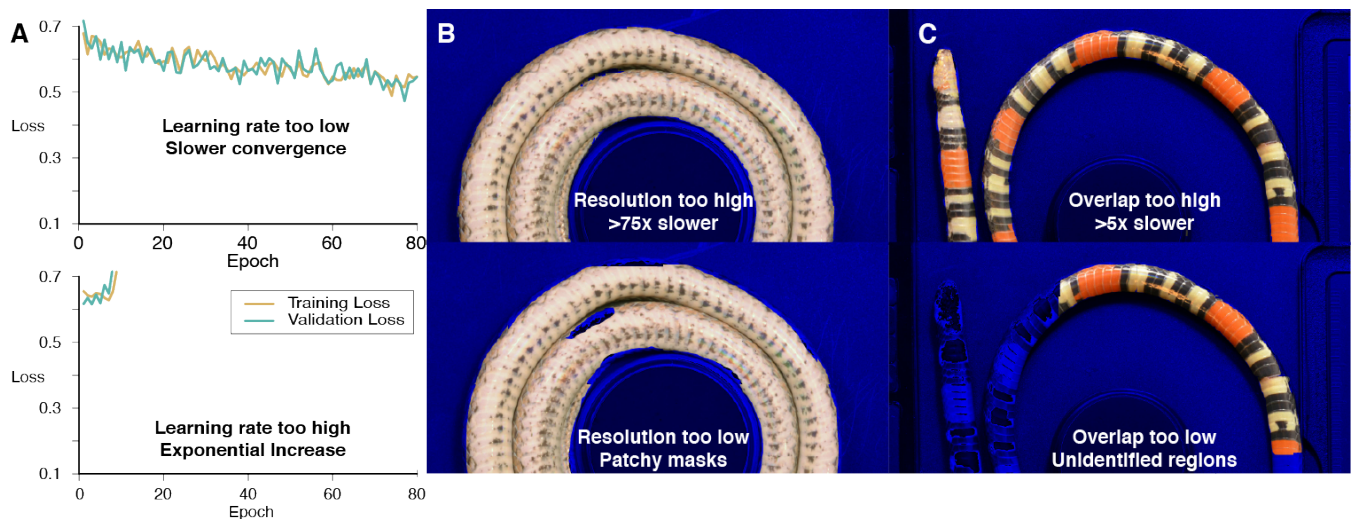 A
0.7
0.5
Loss
0.3
0.1
Learning rate too low
Slower convergence
0
20
40
60
80
Epoch
0.7
0.5
Loss
0.3
0.1
Training Loss
Validation Loss
Learning rate too high
Exponential Increase
0
20
40
60
80
Epoch
B
Resolution too high
>75x slower
Resolution too low
Patchy masks
C
Overlap too high
>5x slower
Overlap too low
Unidentified regions